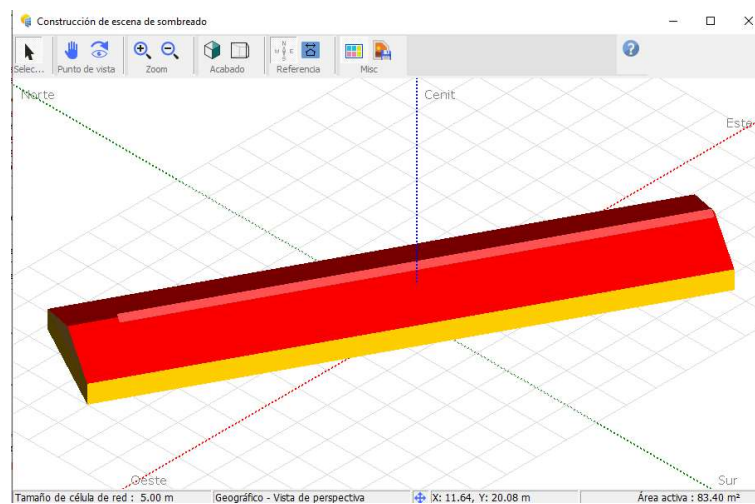 Construcción de escena de sombreado
Selec... Punto de vista Zoom Acabado Referencia Misc
Norte
Cenit
Este
Oeste
Sur
Tamaño de célula de red : 5.00 m Geográfico - Vista de perspectiva X: 11.64, Y: 20.08 m Área activa : 83.40 m²